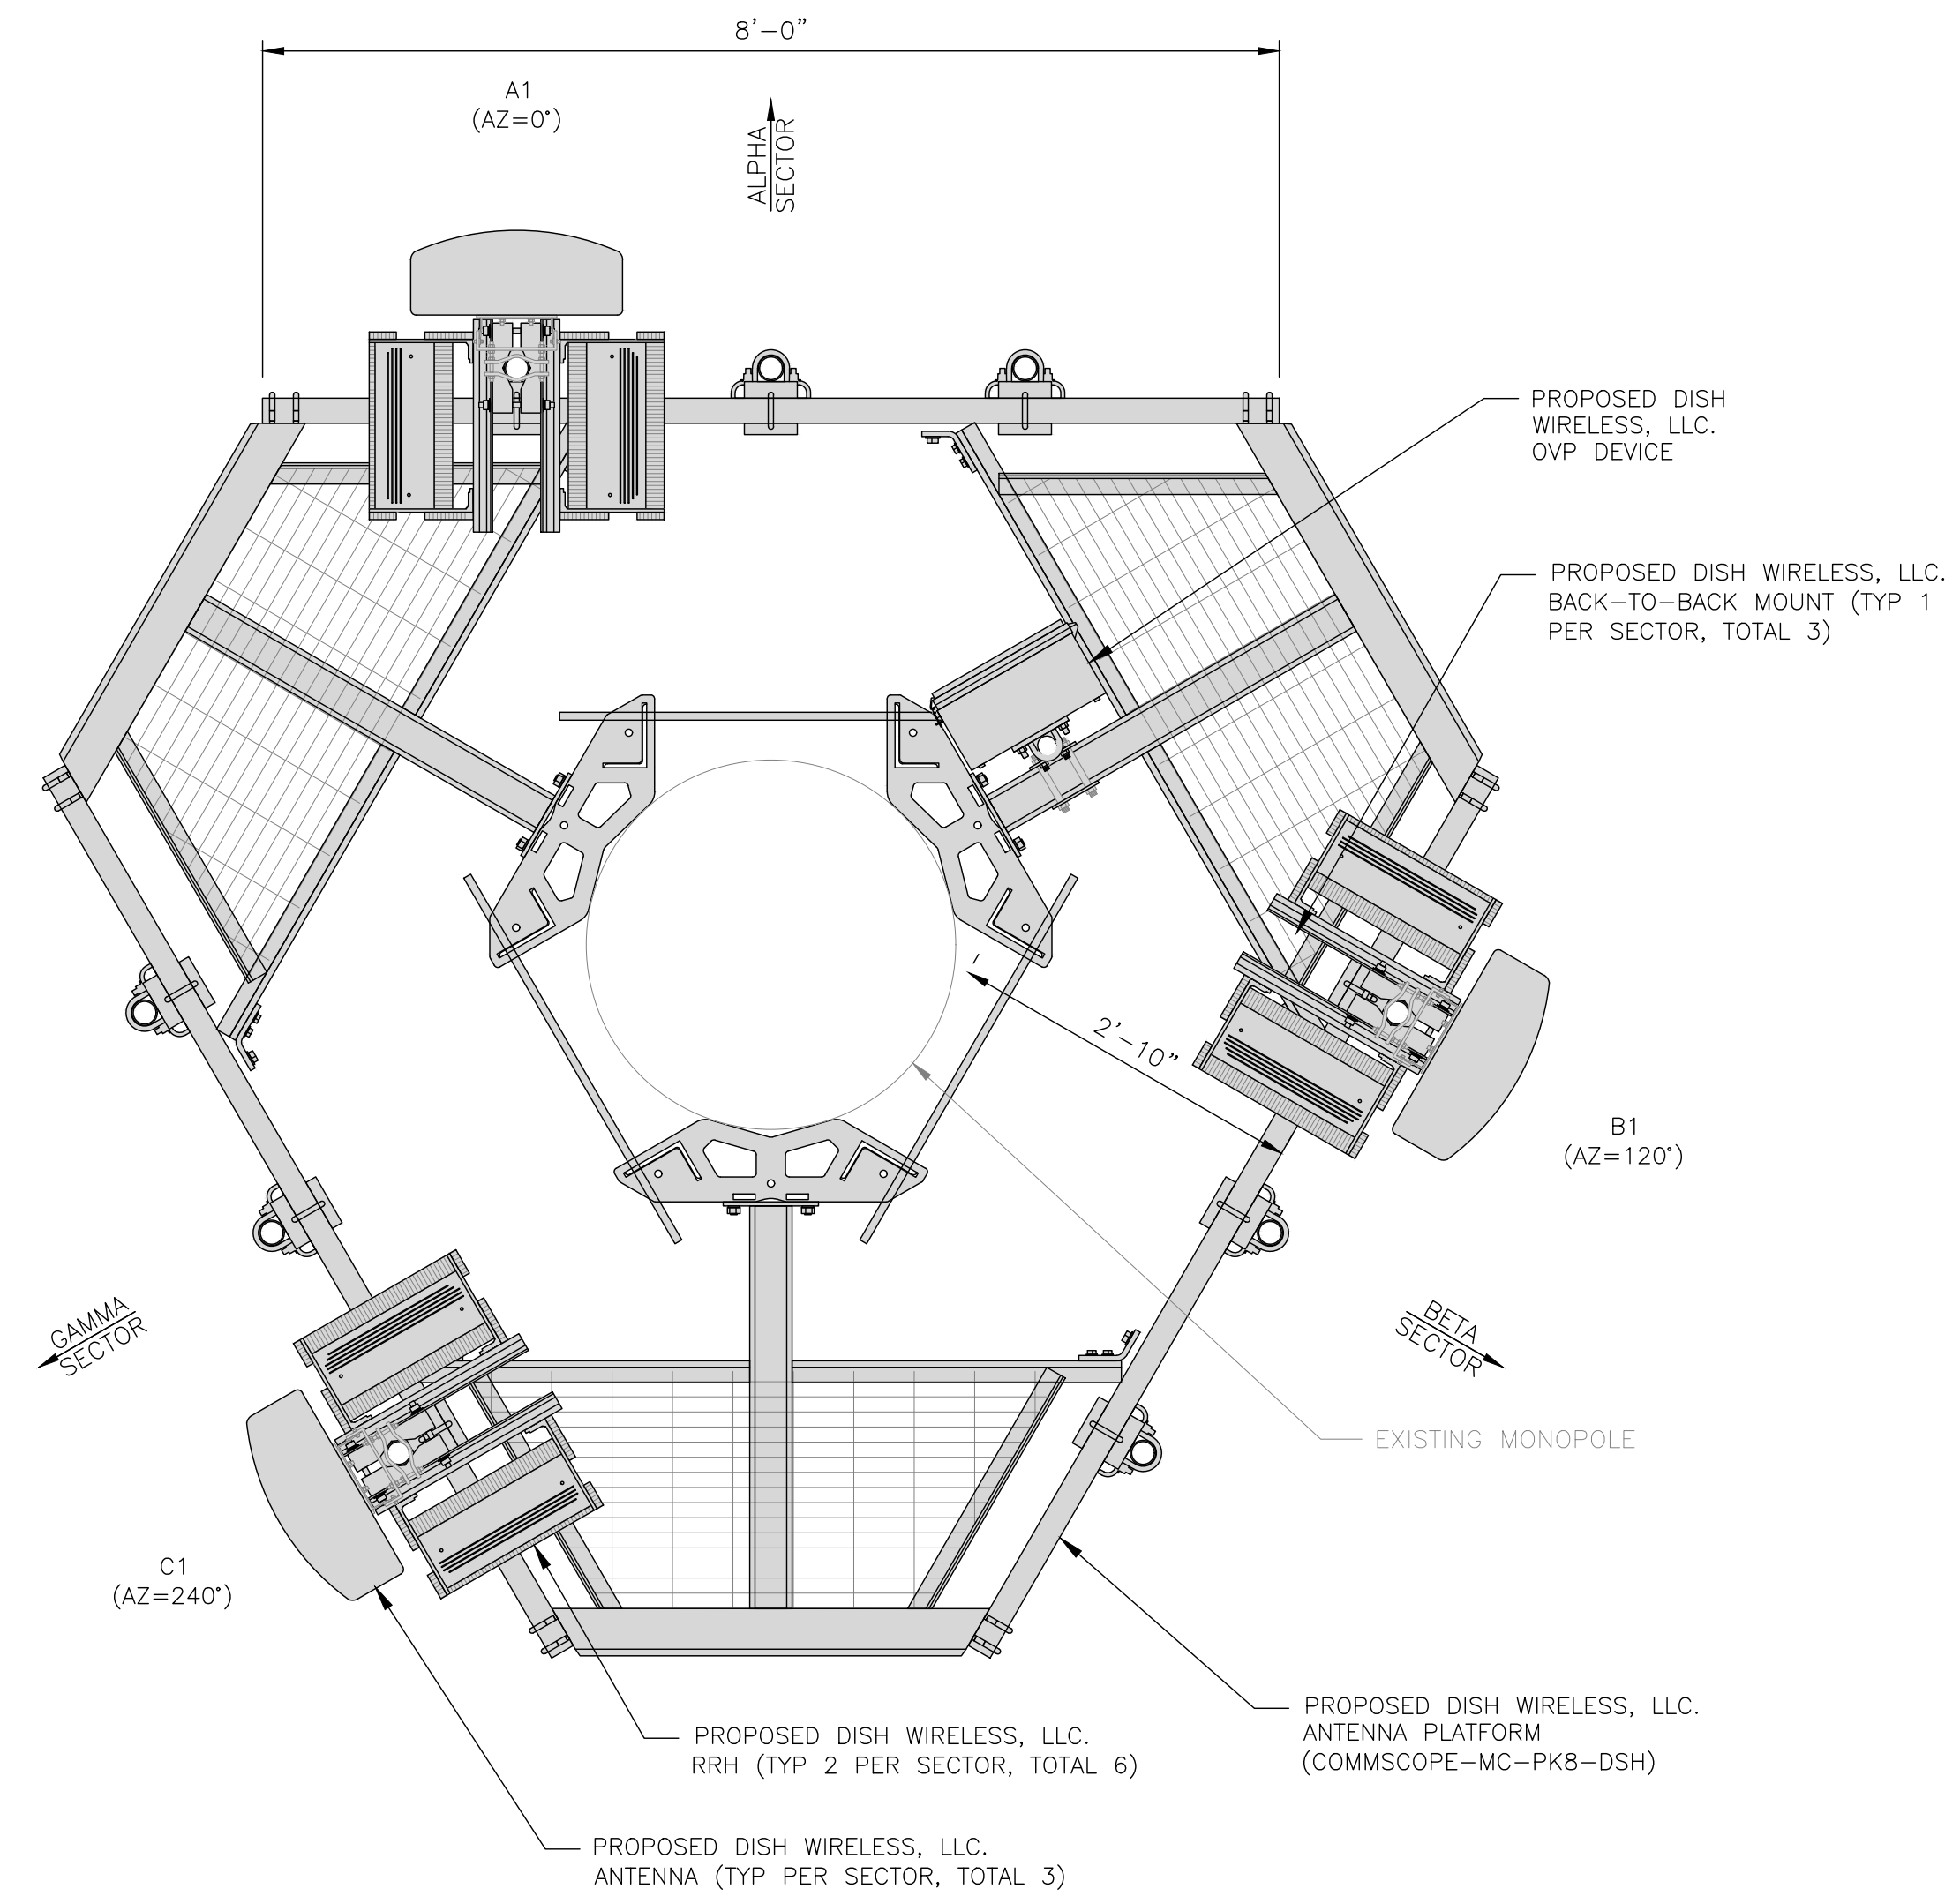 8'-0"
A1
(AZ=0°)
ALPHA
SECTOR
PROPOSED DISH
WIRELESS, LLC.
OVP DEVICE
PROPOSED DISH WIRELESS, LLC.
BACK-TO-BACK MOUNT (TYP 1
PER SECTOR, TOTAL 3)
2'-10"
B1
(AZ=120°)
GAMMA
SECTOR
BETA
SECTOR
EXISTING MONOPOLE
C1
(AZ=240°)
PROPOSED DISH WIRELESS, LLC.
ANTENNA PLATFORM
(COMMSCOPE-MC-PK8-DSH)
PROPOSED DISH WIRELESS, LLC.
RRH (TYP 2 PER SECTOR, TOTAL 6)
PROPOSED DISH WIRELESS, LLC.
ANTENNA (TYP PER SECTOR, TOTAL 3)